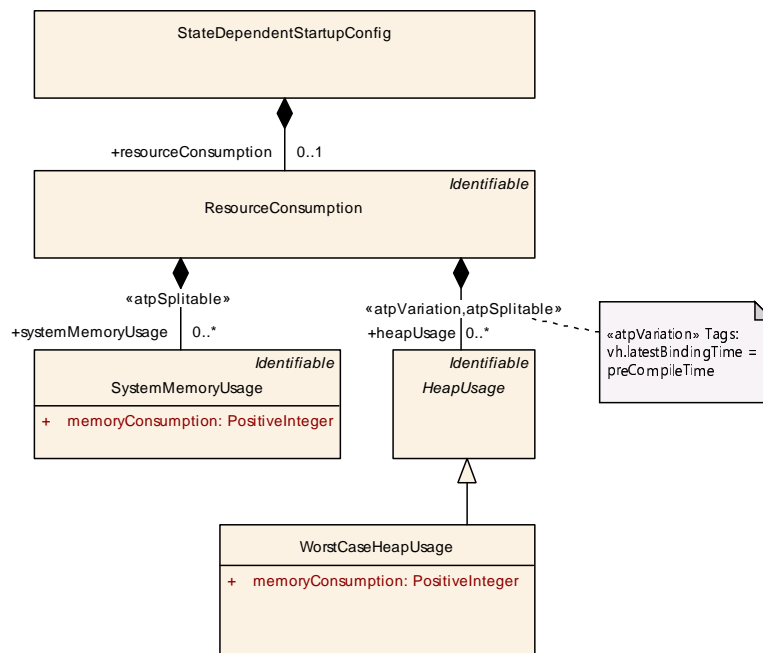 StateDependentStartupConfig
+resourceConsumption 0..1
Identifiable
ResourceConsumption
«atpSplitable»
+systemMemoryUsage 0..*
«atpVariation,atpSplitable»
+heapUsage 0..*
«atpVariation» Tags:
vh.latestBindingTime =
preCompileTime
Identifiable
SystemMemoryUsage
+ memoryConsumption: PositiveInteger
Identifiable
HeapUsage
WorstCaseHeapUsage
+ memoryConsumption: PositiveInteger